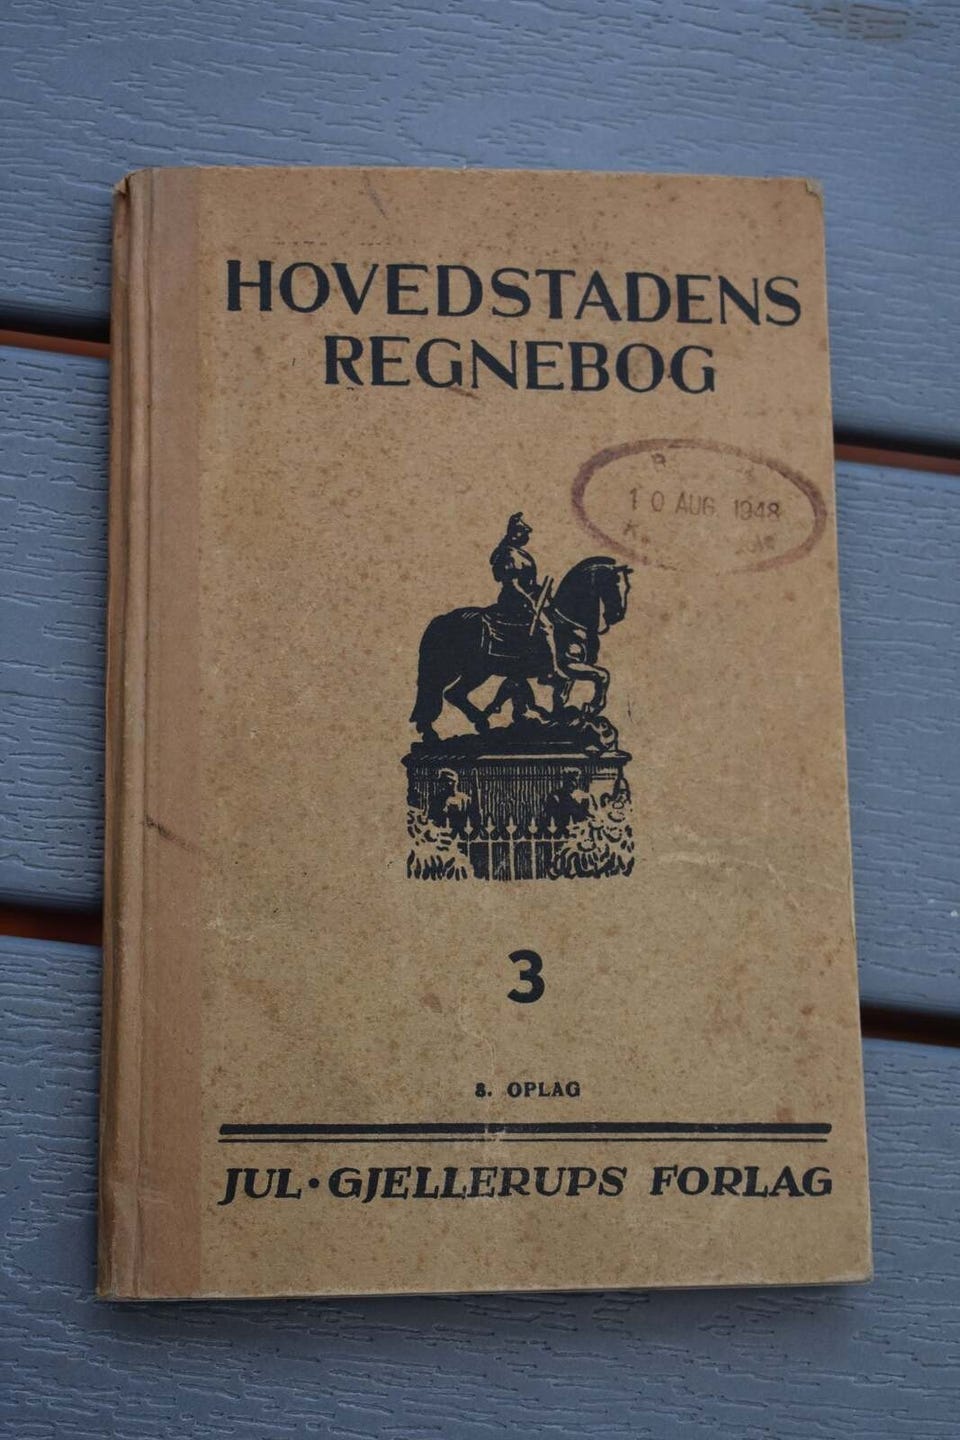 HOVEDSTADENS
REGNEBOG
10 AUG. 1948
3
8. OPLAG
JUL · GJELLERUPS FORLAG